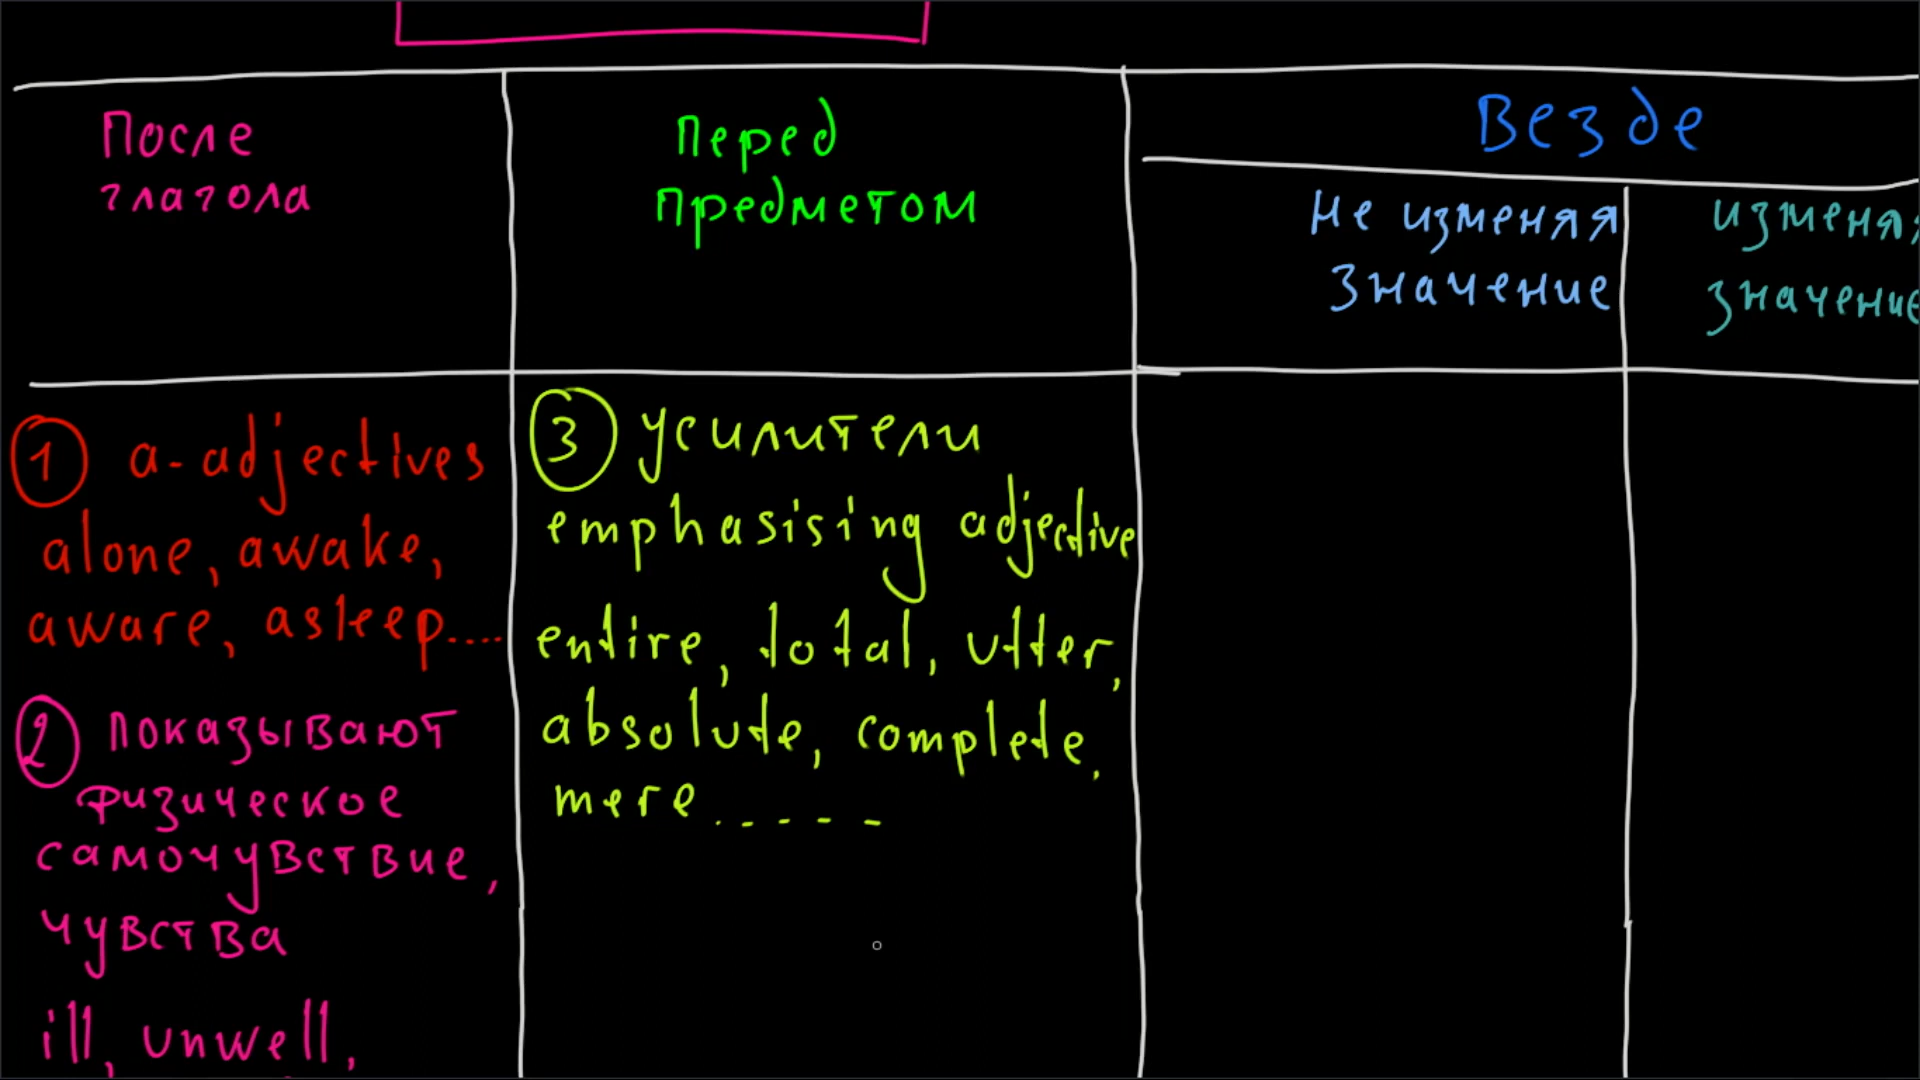 После
глагола
Перед
предметом
Везде
Не изменяя
значение
изменяя
значение
1 a-adjectives
alone, awake,
aware, asleep....
2 показывают
физическое
самочувствие,
чувства
ill, unwell,
3 усилители
emphasising adjective
entire, total, utter,
absolute, complete,
mere.----